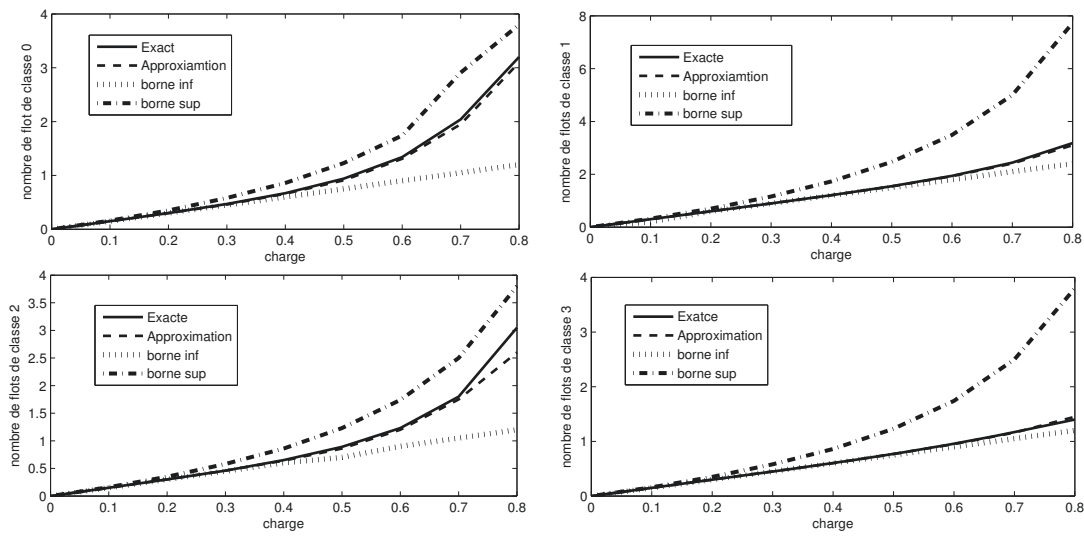 nombre de flot de classe 0
4
3
2
1
0
Exact
Approxiamtion
borne inf
borne sup
0 0.1 0.2 0.3 0.4 0.5 0.6 0.7 0.8
charge
nombre de flots de classe 1
8
6
4
2
0
Exacte
Approxiamtion
borne inf
borne sup
0 0.1 0.2 0.3 0.4 0.5 0.6 0.7 0.8
charge
nombre de flots de classe 2
4
3.5
3
2.5
2
1.5
1
0.5
0
Exacte
Approximation
borne inf
borne sup
0 0.1 0.2 0.3 0.4 0.5 0.6 0.7 0.8
charge
nombre de flots de classe 3
4
3
2
1
0
Exatce
Approximation
borne inf
borne sup
0 0.1 0.2 0.3 0.4 0.5 0.6 0.7 0.8
charge